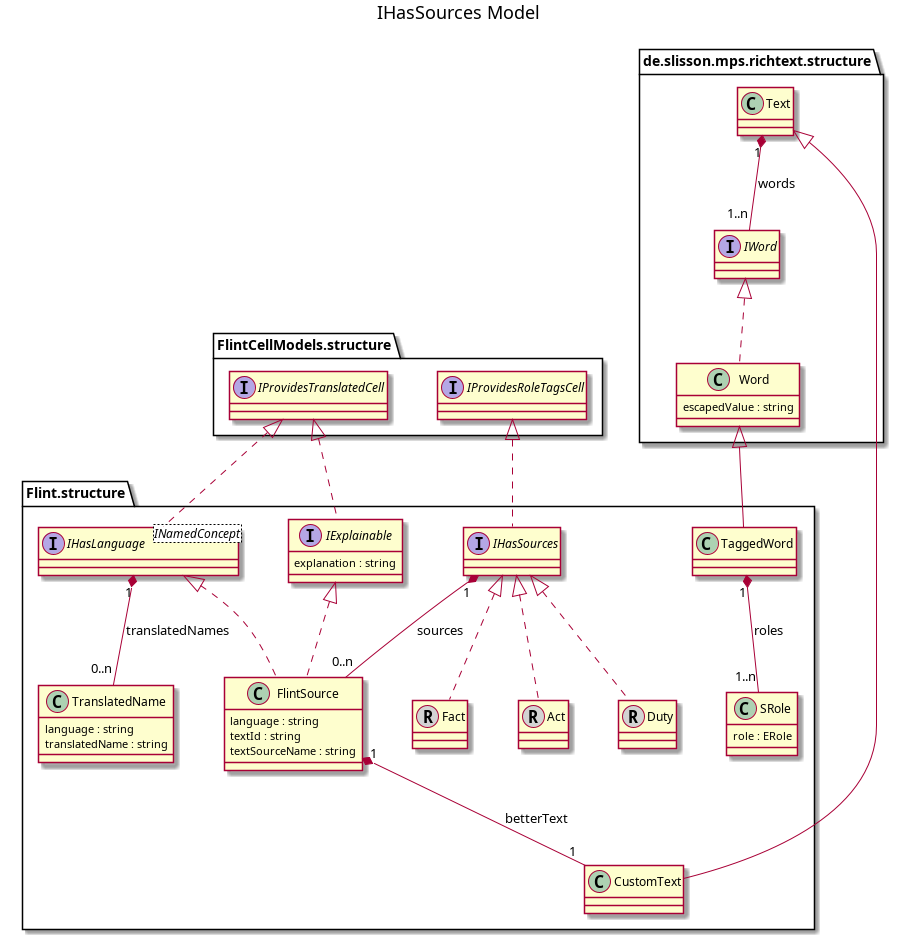 IHasSources Model
de.slisson.mps.richtext.structure
C Text
1
words
1..n
I IWord
FlintCellModels.structure
I IProvidesTranslatedCell
I IProvidesRoleTagsCell
C Word
escapedValue : string
Flint.structure
I IHasLanguage
INamedConcept
I IExplainable
explanation : string
I IHasSources
C TaggedWord
1
1
1
translatedNames
sources
roles
0..n
0..n
1..n
C TranslatedName
language : string
translatedName : string
C FlintSource
language : string
textId : string
textSourceName : string
R Fact
R Act
R Duty
C SRole
role : ERole
1
betterText
1
C CustomText